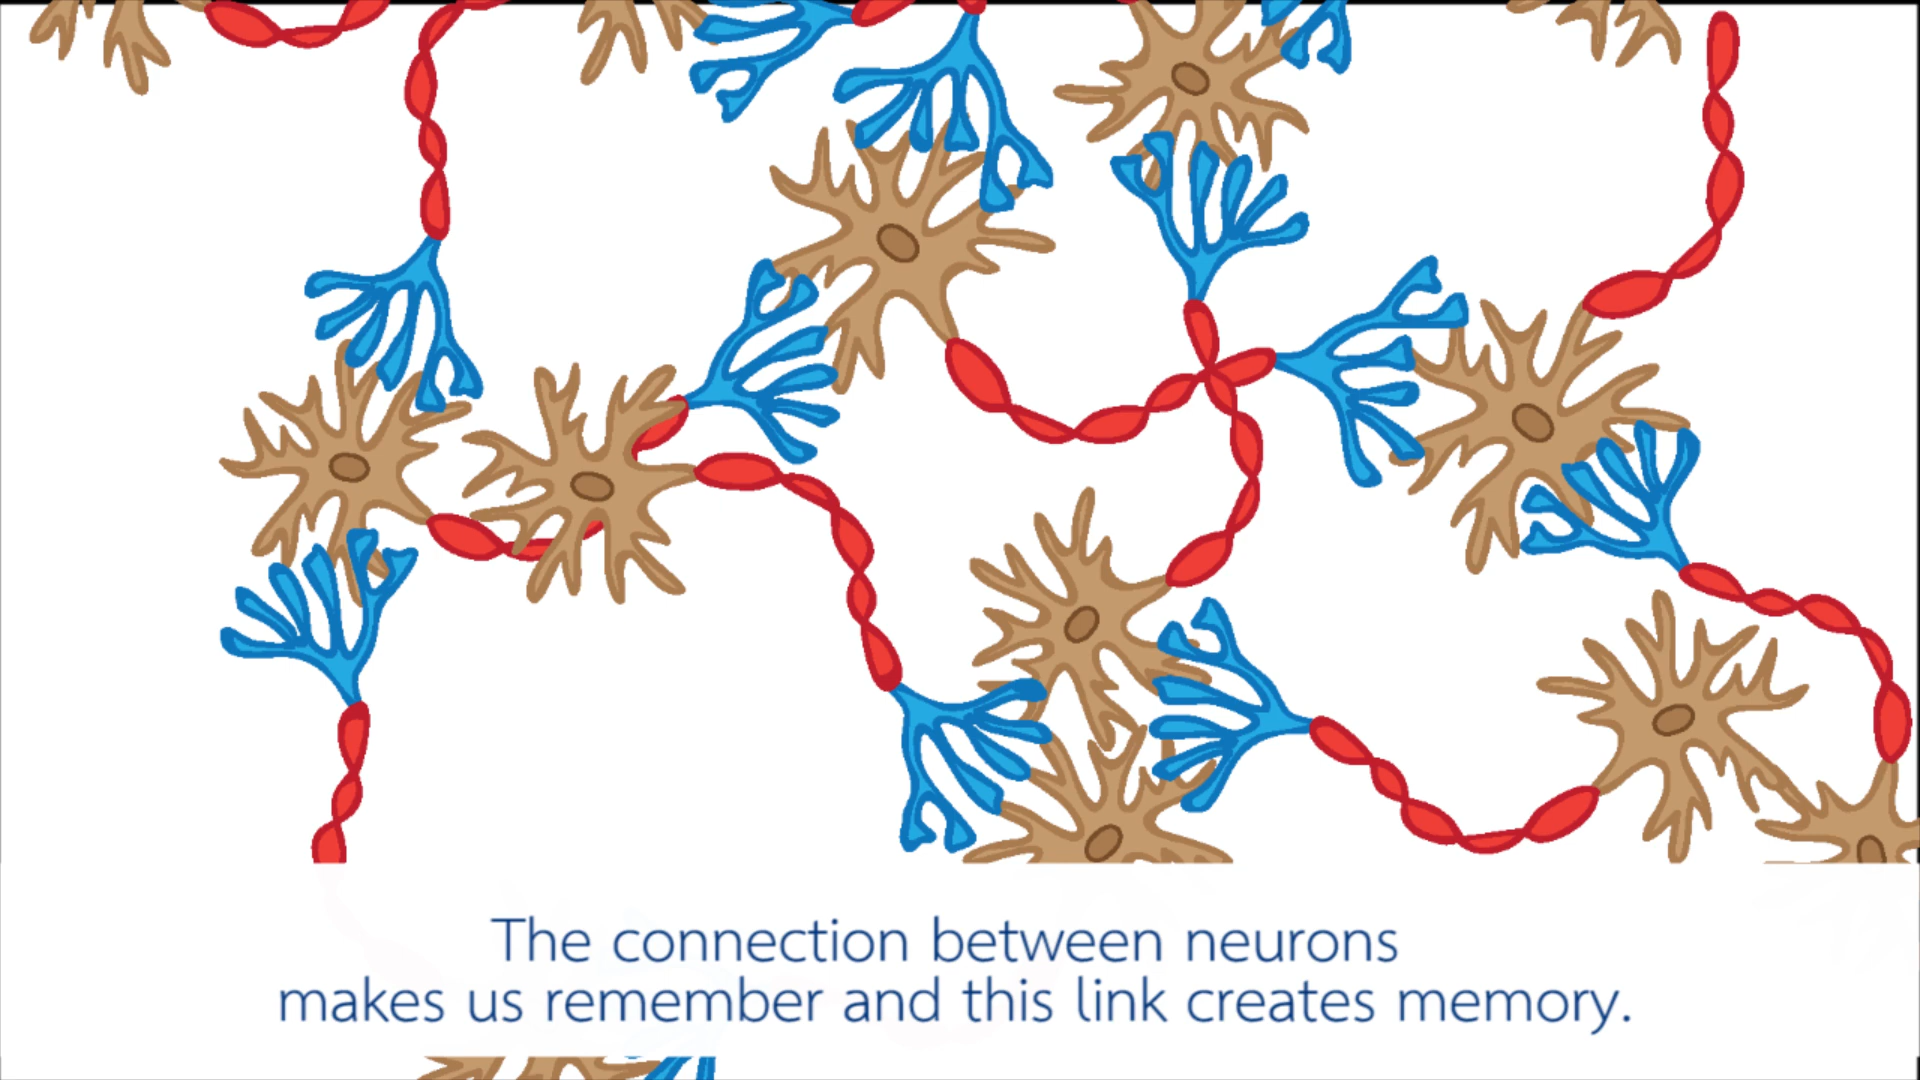 The connection between neurons
makes us remember and this link creates memory.